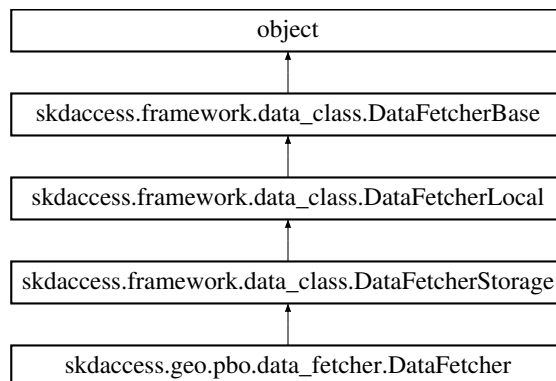 object
skdaccess.framework.data_class.DataFetcherBase
skdaccess.framework.data_class.DataFetcherLocal
skdaccess.framework.data_class.DataFetcherStorage
skdaccess.geo.pbo.data_fetcher.DataFetcher